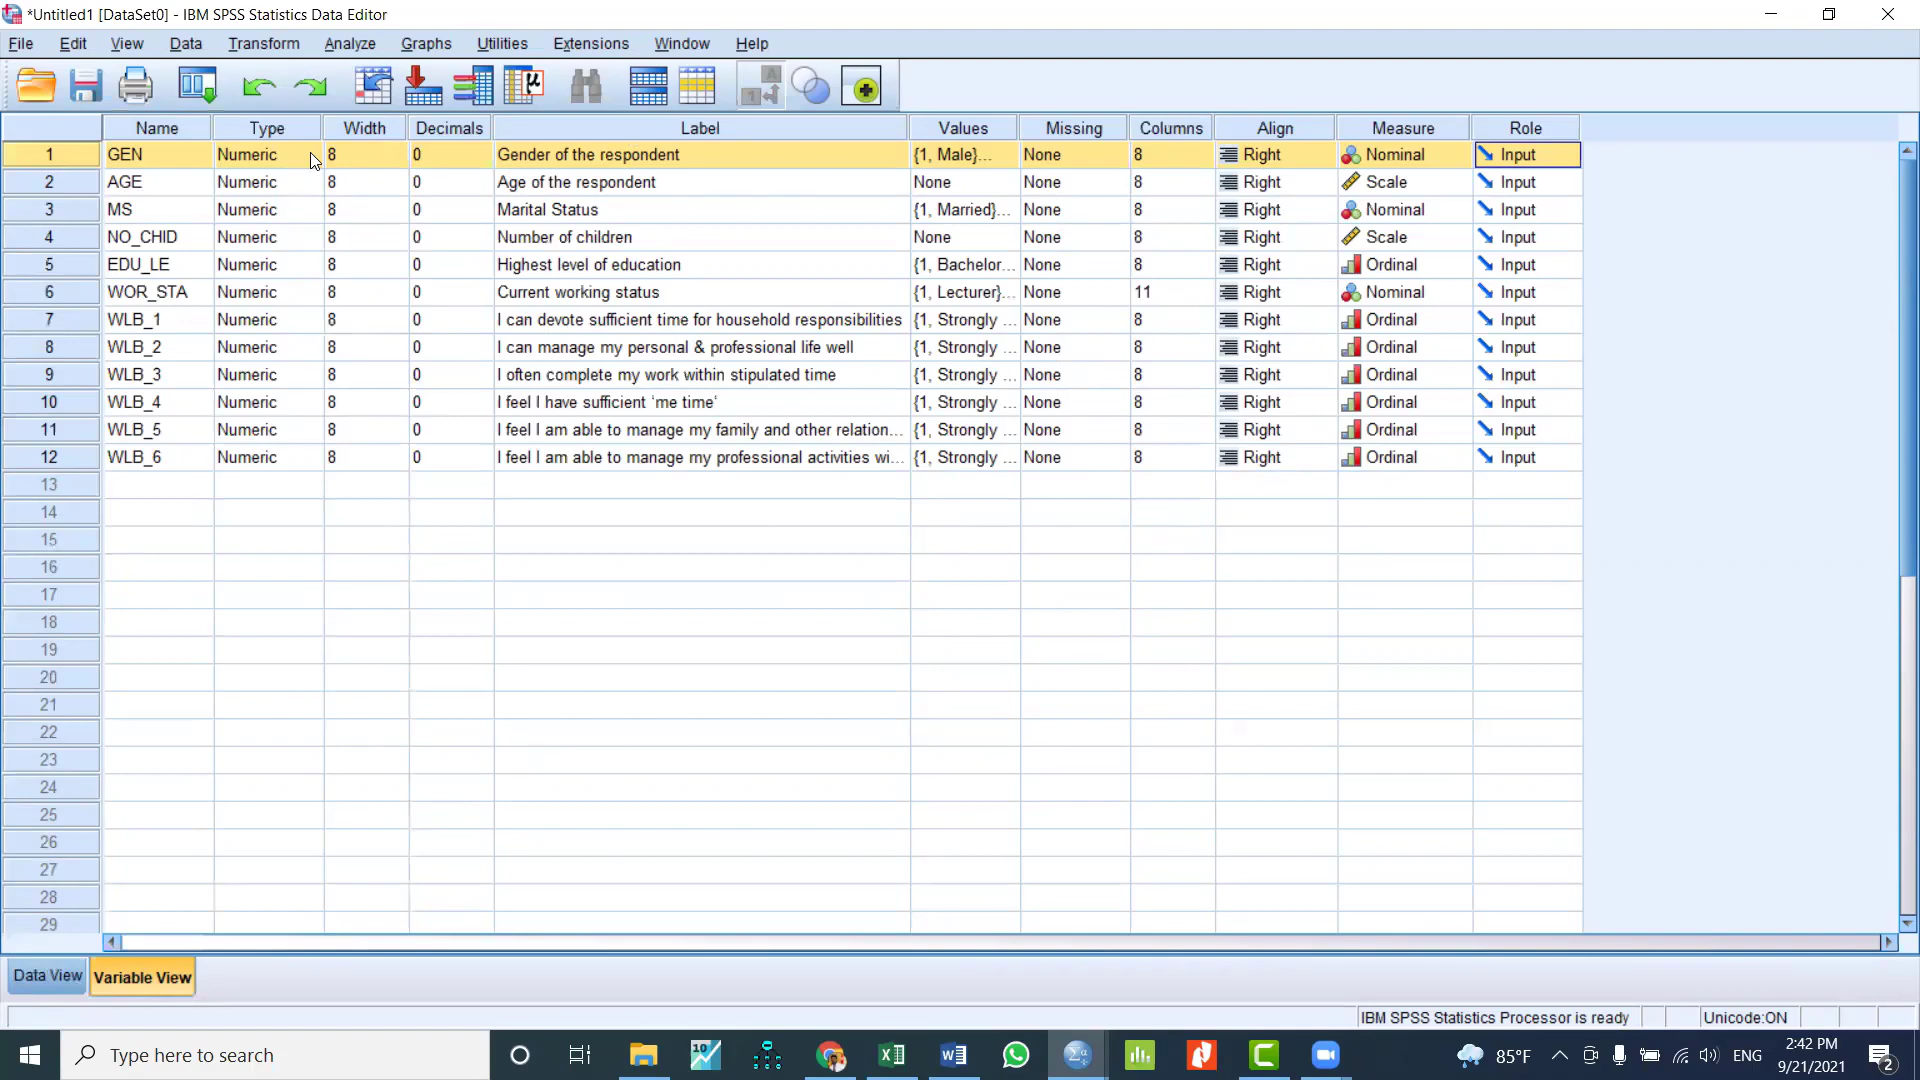 *Untitled1 [DataSet0] - IBM SPSS Statistics Data Editor
File Edit View Data Transform Analyze Graphs Utilities Extensions Window Help
Name Type Width Decimals Label Values Missing Columns Align Measure Role
1 GEN Numeric 8 0 Gender of the respondent {1, Male}... None 8 Right Nominal Input
2 AGE Numeric 8 0 Age of the respondent None None 8 Right Scale Input
3 MS Numeric 8 0 Marital Status {1, Married}... None 8 Right Nominal Input
4 NO_CHID Numeric 8 0 Number of children None None 8 Right Scale Input
5 EDU_LE Numeric 8 0 Highest level of education {1, Bachelor... None 8 Right Ordinal Input
6 WOR_STA Numeric 8 0 Current working status {1, Lecturer}... None 11 Right Nominal Input
7 WLB_1 Numeric 8 0 I can devote sufficient time for household responsibilities {1, Strongly ... None 8 Right Ordinal Input
8 WLB_2 Numeric 8 0 I can manage my personal & professional life well {1, Strongly ... None 8 Right Ordinal Input
9 WLB_3 Numeric 8 0 I often complete my work within stipulated time {1, Strongly ... None 8 Right Ordinal Input
10 WLB_4 Numeric 8 0 I feel I have sufficient ‘me time‘ {1, Strongly ... None 8 Right Ordinal Input
11 WLB_5 Numeric 8 0 I feel I am able to manage my family and other relation... {1, Strongly ... None 8 Right Ordinal Input
12 WLB_6 Numeric 8 0 I feel I am able to manage my professional activities wi... {1, Strongly ... None 8 Right Ordinal Input
13
14
15
16
17
18
19
20
21
22
23
24
25
26
27
28
29
Data View Variable View
IBM SPSS Statistics Processor is ready Unicode:ON
Type here to search 85°F ENG 2:42 PM
9/21/2021 2